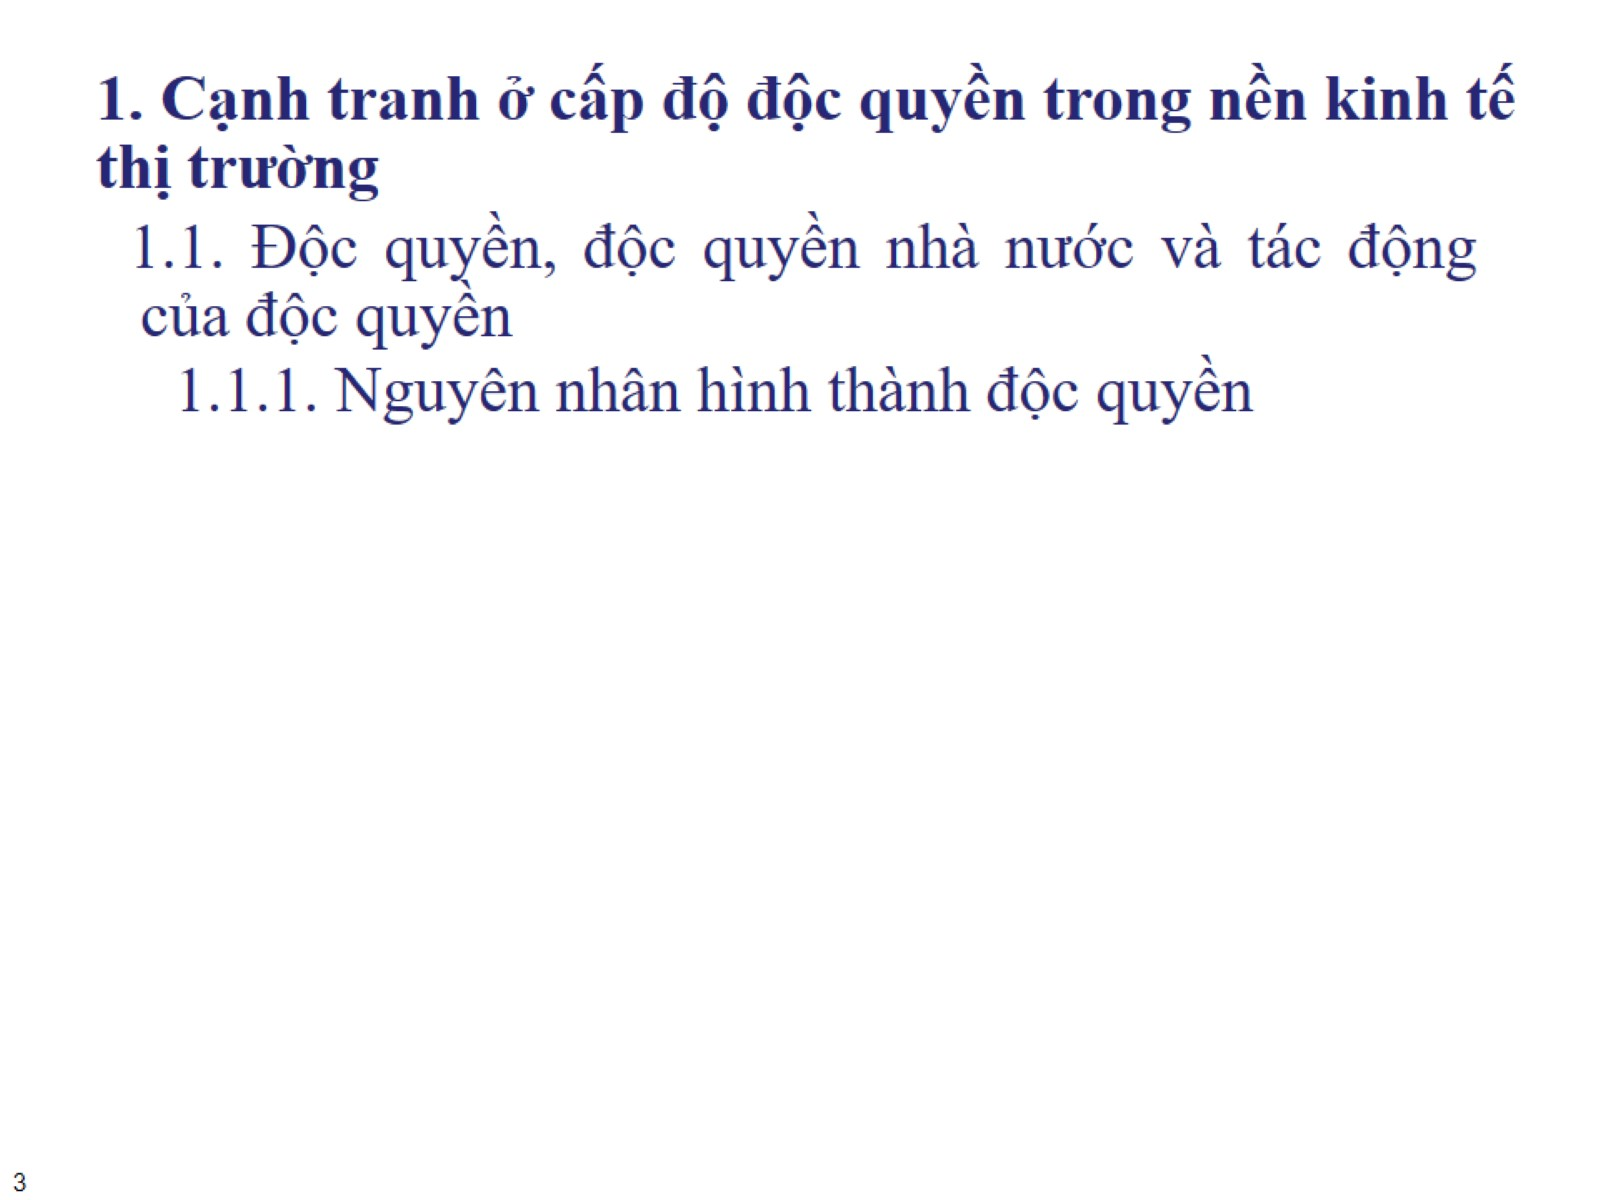 1. Cạnh tranh ở cấp độ độc quyền trong nền kinh tế
thị trường
1.1. Độc quyền, độc quyền nhà nước và tác động
của độc quyền
1.1.1. Nguyên nhân hình thành độc quyền
3